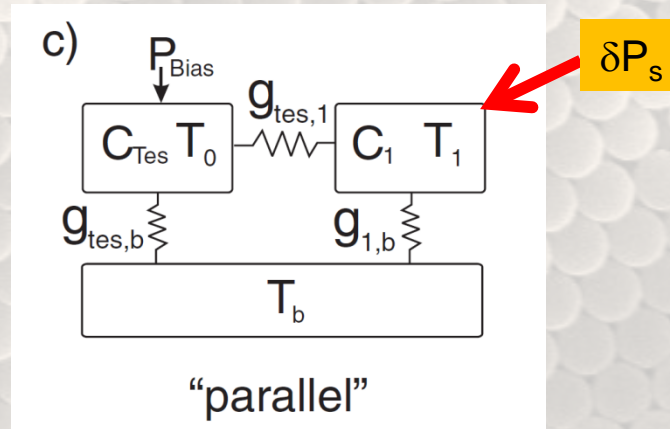 c)
P_Bias
δP_s
g_tes,1
C_Tes T_0
C_1 T_1
g_tes,b
g_1,b
T_b
“parallel”